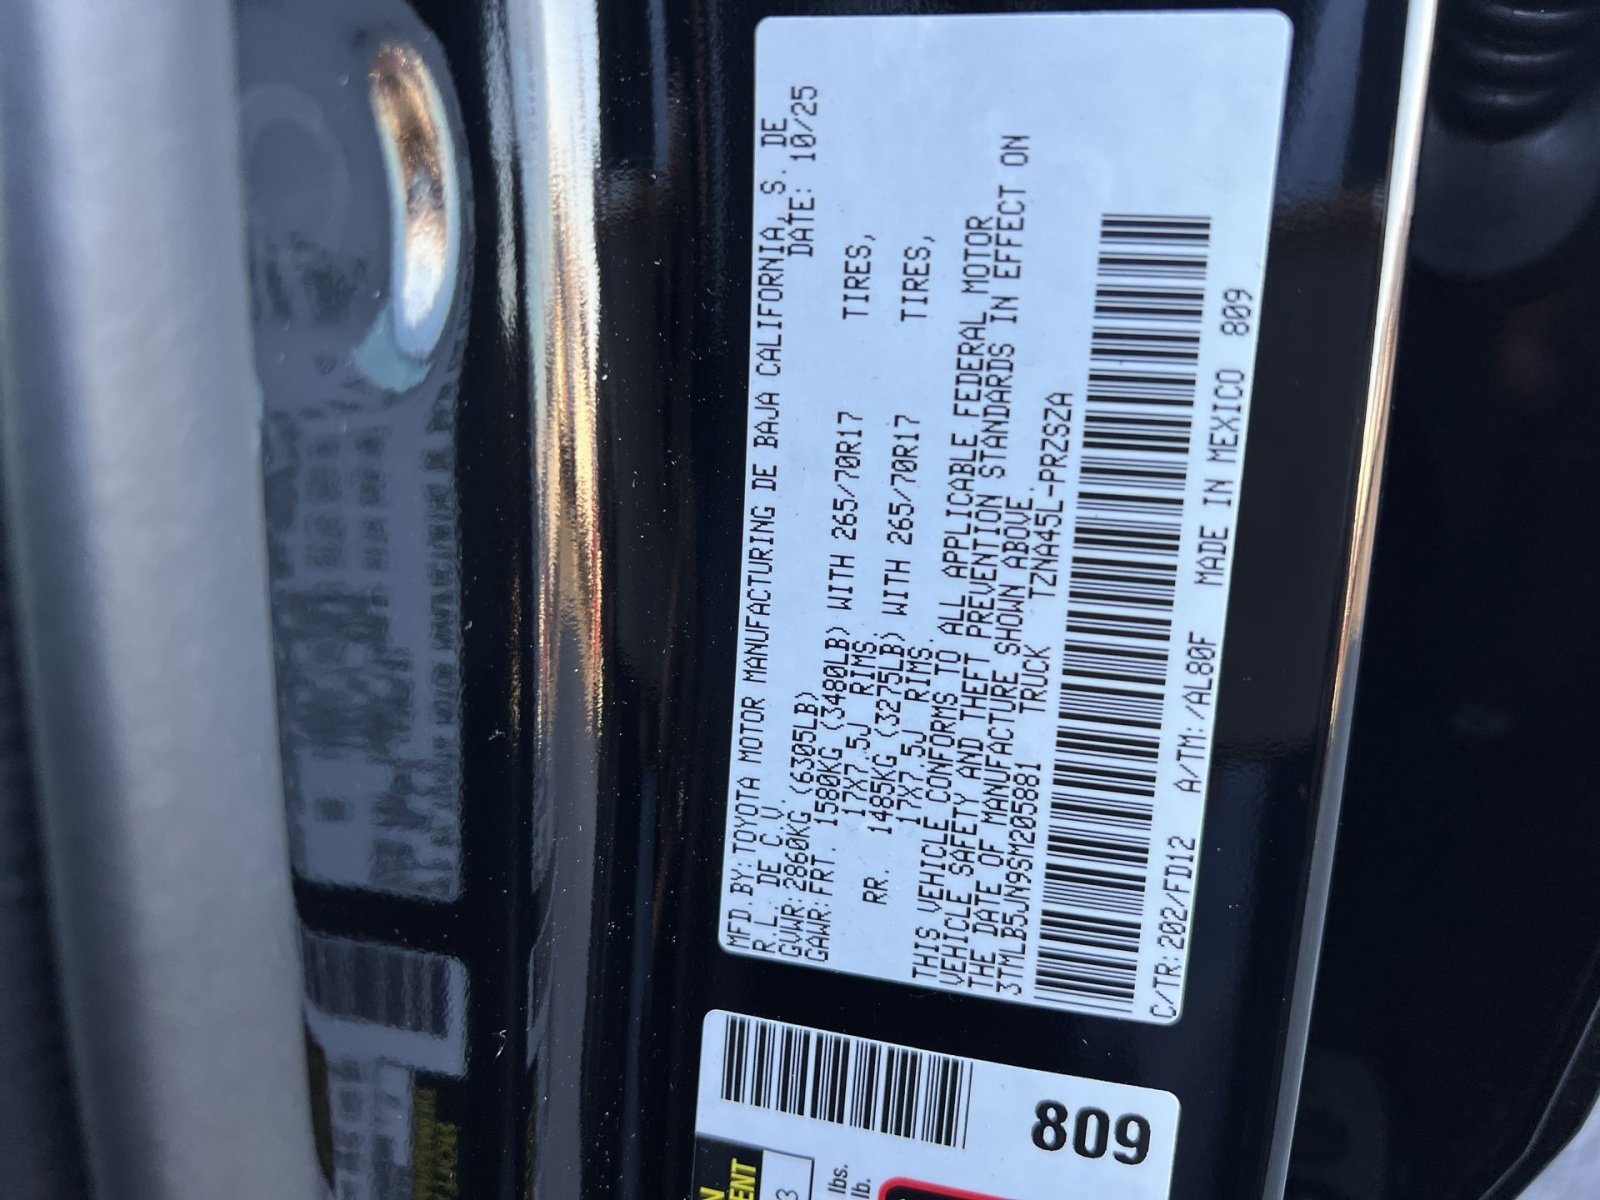 MFD.BY:TOYOTA MOTOR MANUFACTURING DE BAJA CALIFORNIA,S. DE
R.L. DE C.V. DATE: 10/25
GVWR:2860KG (6305LB)
GAWR:FRT. 1580KG (3480LB) WITH 265/70R17 TIRES,
17X7.5J RIMS,
RR. 1485KG (3275LB) WITH 265/70R17 TIRES,
17X7.5J RIMS.
THIS VEHICLE CONFORMS TO ALL APPLICABLE FEDERAL MOTOR
VEHICLE SAFETY AND THEFT PREVENTION STANDARDS IN EFFECT ON
THE DATE OF MANUFACTURE SHOWN ABOVE.
3TMLB5JN9SM205881 TRUCK TZNA45L-PRZSZA
C/TR:202/FD12 A/TM:/AL80F MADE IN MEXICO 809
809
lbs.
lb.